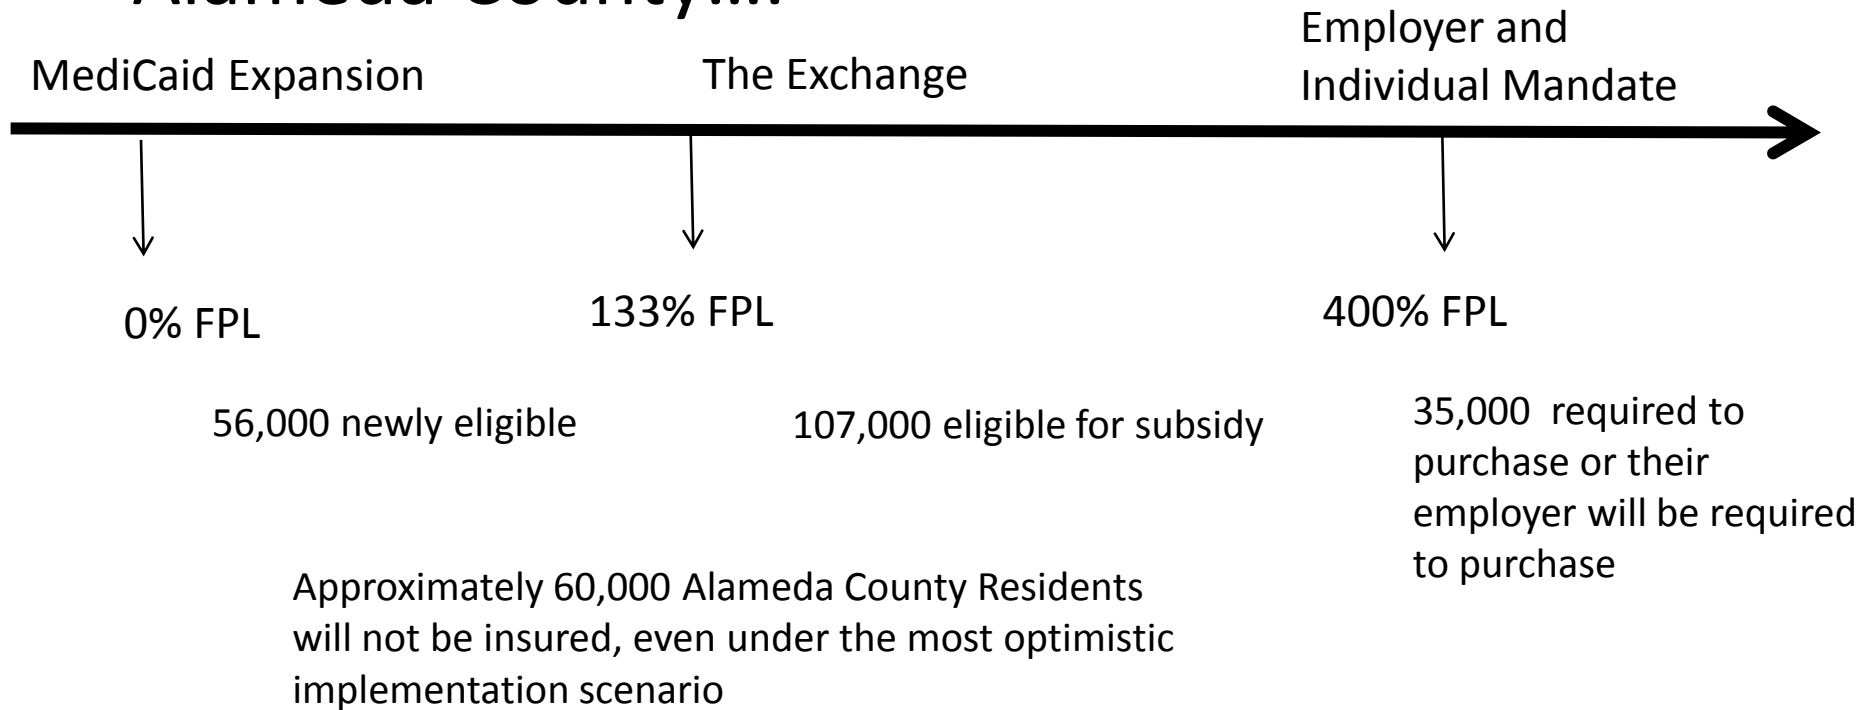 Alameda County....
MediCaid Expansion
The Exchange
Employer and
Individual Mandate
0% FPL
133% FPL
400% FPL
56,000 newly eligible
107,000 eligible for subsidy
35,000 required to
purchase or their
employer will be required
to purchase
Approximately 60,000 Alameda County Residents
will not be insured, even under the most optimistic
implementation scenario